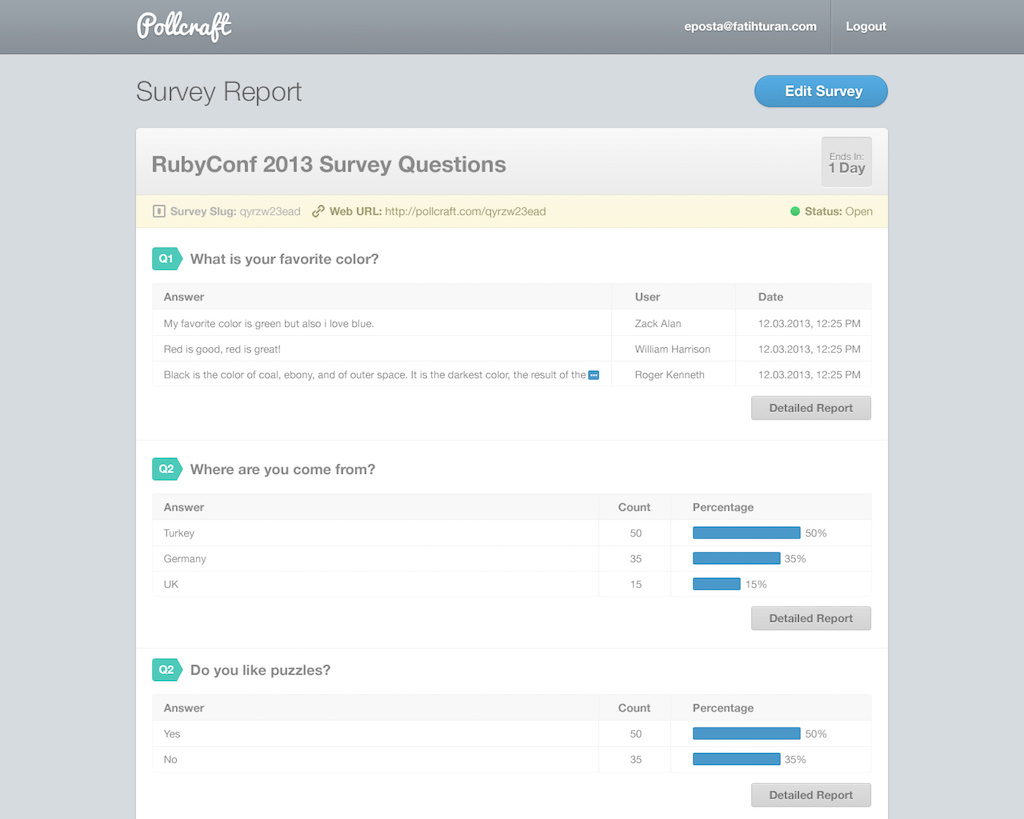 Pollcraft
eposta@fatihturan.com Logout
Survey Report
Edit Survey
RubyConf 2013 Survey Questions
Ends In:
1 Day
Survey Slug: qyrzw23ead Web URL: http://pollcraft.com/qyrzw23ead Status: Open
Q1 What is your favorite color?
Answer User Date
My favorite color is green but also i love blue. Zack Alan 12.03.2013, 12:25 PM
Red is good, red is great! William Harrison 12.03.2013, 12:25 PM
Black is the color of coal, ebony, and of outer space. It is the darkest color, the result of the Roger Kenneth 12.03.2013, 12:25 PM
Detailed Report
Q2 Where are you come from?
Answer Count Percentage
Turkey 50 50%
Germany 35 35%
UK 15 15%
Detailed Report
Q2 Do you like puzzles?
Answer Count Percentage
Yes 50 50%
No 35 35%
Detailed Report